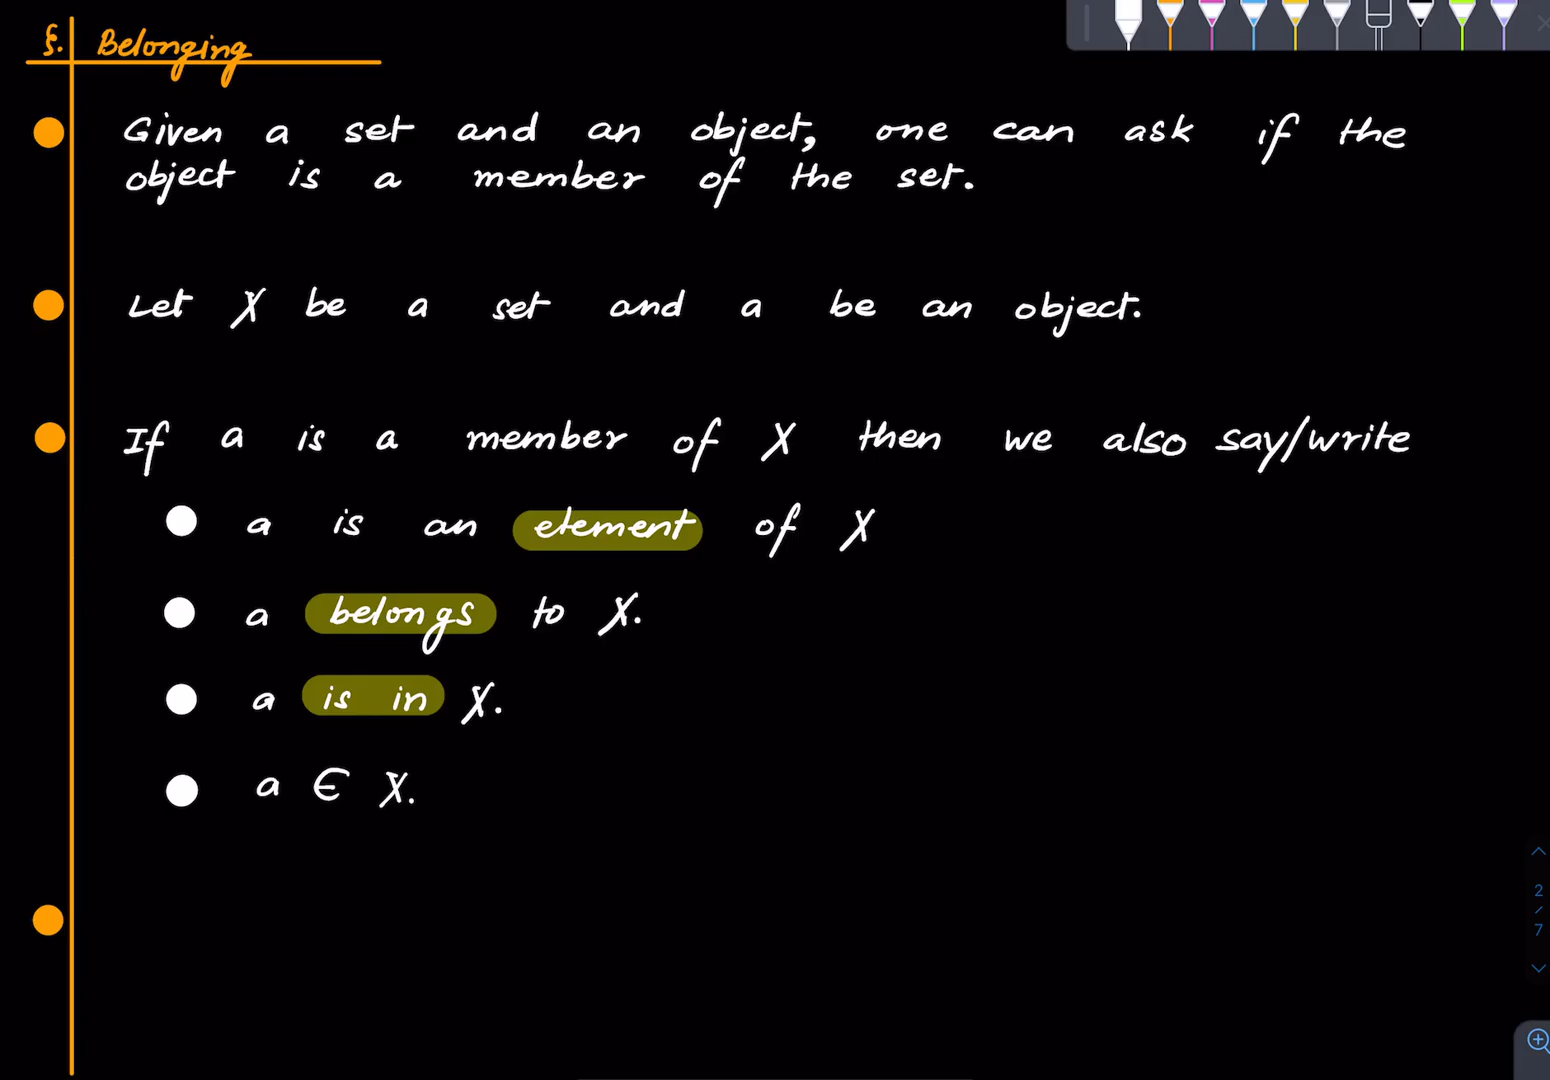 §. Belonging
Given a set and an object, one can ask if the
object is a member of the set.
Let X be a set and a be an object.
If a is a member of X then we also say/write
a is an element of X
a belongs to X.
a is in X.
a ∈ X.
2
/
7